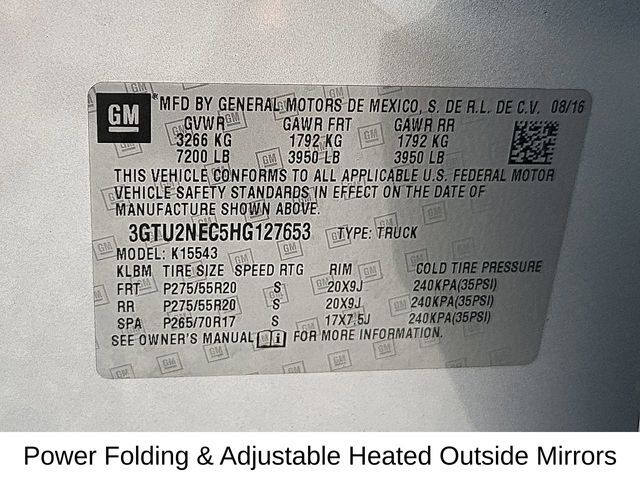 GM
*MFD BY GENERAL MOTORS DE MEXICO, S. DE R.L. DE C.V. 08/16
GVWR GAWR FRT GAWR RR
3266 KG 1792 KG 1792 KG
7200 LB 3950 LB 3950 LB
THIS VEHICLE CONFORMS TO ALL APPLICABLE U.S. FEDERAL MOTOR
VEHICLE SAFETY STANDARDS IN EFFECT ON THE DATE OF
MANUFACTURE SHOWN ABOVE.
3GTU2NEC5HG127653 TYPE: TRUCK
MODEL: K15543
KLBM TIRE SIZE SPEED RTG RIM COLD TIRE PRESSURE
FRT P275/55R20 S 20X9J 240KPA(35PSI)
RR P275/55R20 S 20X9J 240KPA(35PSI)
SPA P265/70R17 S 17X7.5J 240KPA(35PSI)
SEE OWNER'S MANUAL FOR MORE INFORMATION.
Power Folding & Adjustable Heated Outside Mirrors